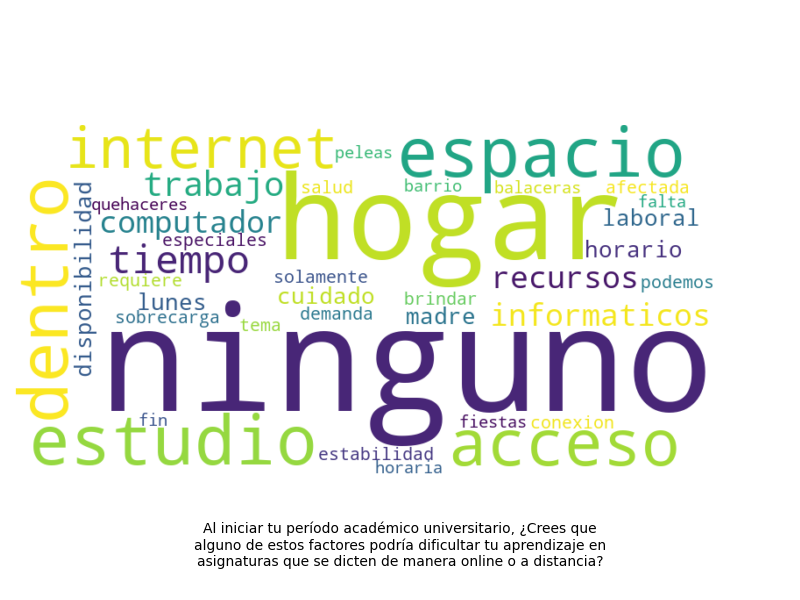 internet
espacio
peleas
trabajo
hogar
salud
barrio
balaceras
afectada
dentro
disponibilidad
quehaceres
falta
computador
laboral
especiales
tiempo
horario
requiere
solamente
recursos
podemos
lunes
cuidado
brindar
sobrecarga
demanda
madre
informaticos
tema
ninguno
fin
fiestas
conexion
estudio
acceso
estabilidad
horaria
Al iniciar tu período académico universitario, ¿Crees que
alguno de estos factores podría dificultar tu aprendizaje en
asignaturas que se dicten de manera online o a distancia?